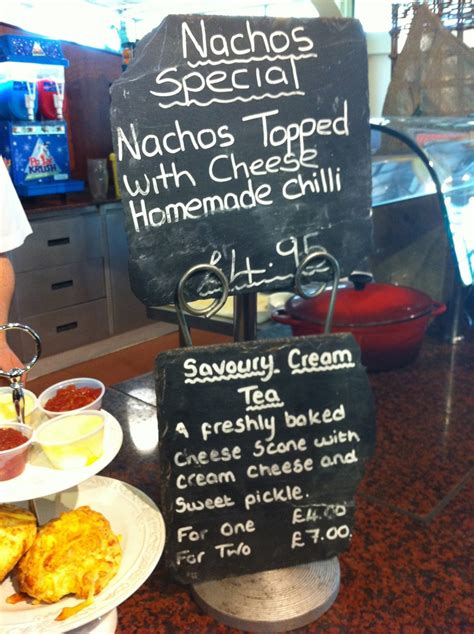 Nachos
Special
Nachos Topped
with Cheese
Homemade chilli
£4.95
Savoury Cream
Tea
A freshly baked
cheese Scone with
cream cheese and
Sweet pickle.
For One £4.00
For Two £7.00
KRUSH